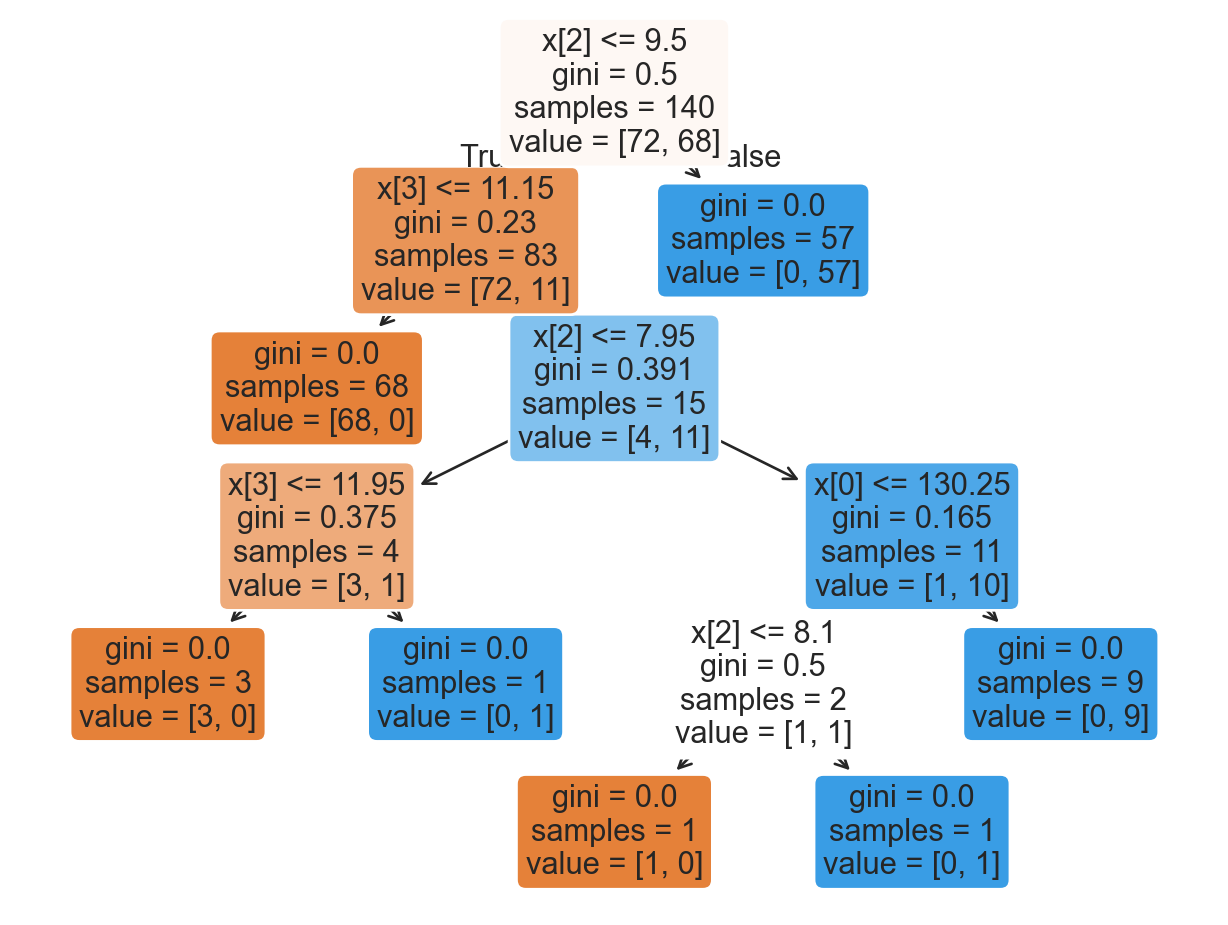 x[2] <= 9.5
gini = 0.5
samples = 140
value = [72, 68]
Tru
alse
x[3] <= 11.15
gini = 0.23
samples = 83
value = [72, 11]
gini = 0.0
samples = 57
value = [0, 57]
gini = 0.0
samples = 68
value = [68, 0]
x[2] <= 7.95
gini = 0.391
samples = 15
value = [4, 11]
x[3] <= 11.95
gini = 0.375
samples = 4
value = [3, 1]
x[0] <= 130.25
gini = 0.165
samples = 11
value = [1, 10]
gini = 0.0
samples = 3
value = [3, 0]
gini = 0.0
samples = 1
value = [0, 1]
x[2] <= 8.1
gini = 0.5
samples = 2
value = [1, 1]
gini = 0.0
samples = 9
value = [0, 9]
gini = 0.0
samples = 1
value = [1, 0]
gini = 0.0
samples = 1
value = [0, 1]